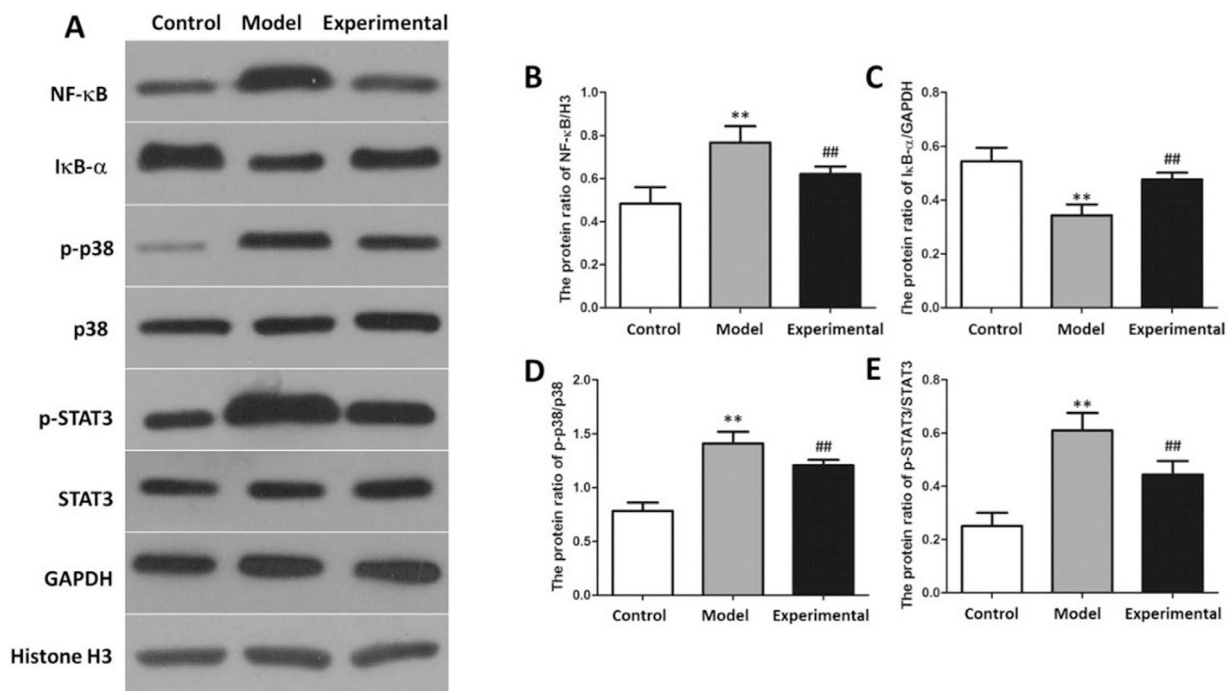 A
Control Model Experimental
NF-κB
IκB-α
p-p38
p38
p-STAT3
STAT3
GAPDH
Histone H3
B
The protein ratio of NF-κB/H3
1.0
0.8
0.6
0.4
0.2
0.0
**
##
Control Model Experimental
C
The protein ratio of IκB-α/GAPDH
0.8
0.6
0.4
0.2
0.0
**
##
Control Model Experimental
D
The protein ratio of p-p38/p38
2.0
1.5
1.0
0.5
0.0
**
##
Control Model Experimental
E
The protein ratio of p-STAT3/STAT3
0.8
0.6
0.4
0.2
0.0
**
##
Control Model Experimental